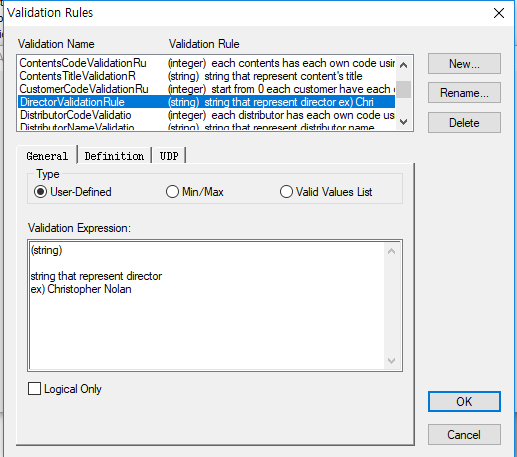 Validation Rules
Validation Name Validation Rule
ContentsCodeValidationRu (integer) each contents has each own code usin
ContentsTitleValidationR (string) string that represent content's title
CustomerCodeValidationRu (integer) start from 0 each customer have each
DirectorValidationRule (string) string that represent director ex) Chri
DistributorCodeValidatio (integer) each distributor has each own code us
DistributorNameValidatio (string) string that represent distributor name
New...
Rename...
Delete
General Definition UDP
Type
User-Defined Min/Max Valid Values List
Validation Expression:
(string)
string that represent director
ex) Christopher Nolan
Logical Only
OK
Cancel